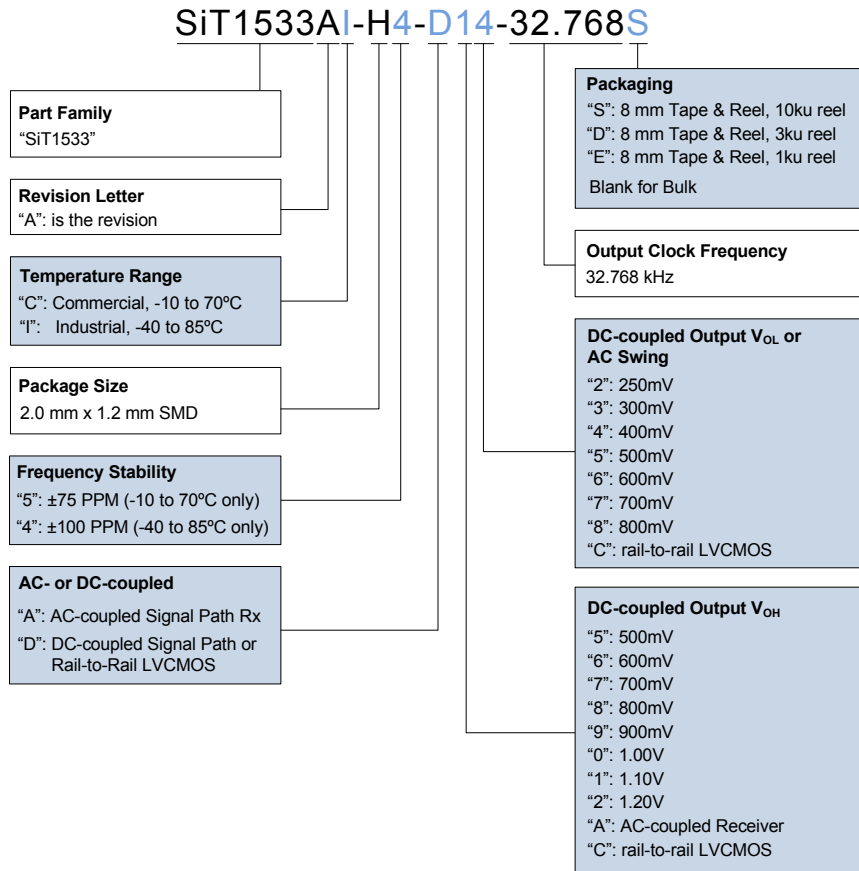 SiT1533AI-H4-D14-32.768S
Part Family
“SiT1533”
Revision Letter
“A”: is the revision
Temperature Range
“C”: Commercial, -10 to 70ºC
“I”: Industrial, -40 to 85ºC
Package Size
2.0 mm x 1.2 mm SMD
Frequency Stability
“5”: ±75 PPM (-10 to 70ºC only)
“4”: ±100 PPM (-40 to 85ºC only)
AC- or DC-coupled
“A”: AC-coupled Signal Path Rx
“D”: DC-coupled Signal Path or
Rail-to-Rail LVCMOS
Packaging
“S”: 8 mm Tape & Reel, 10ku reel
“D”: 8 mm Tape & Reel, 3ku reel
“E”: 8 mm Tape & Reel, 1ku reel
Blank for Bulk
Output Clock Frequency
32.768 kHz
DC-coupled Output VOL or
AC Swing
“2”: 250mV
“3”: 300mV
“4”: 400mV
“5”: 500mV
“6”: 600mV
“7”: 700mV
“8”: 800mV
“C”: rail-to-rail LVCMOS
DC-coupled Output VOH
“5”: 500mV
“6”: 600mV
“7”: 700mV
“8”: 800mV
“9”: 900mV
“0”: 1.00V
“1”: 1.10V
“2”: 1.20V
“A”: AC-coupled Receiver
“C”: rail-to-rail LVCMOS